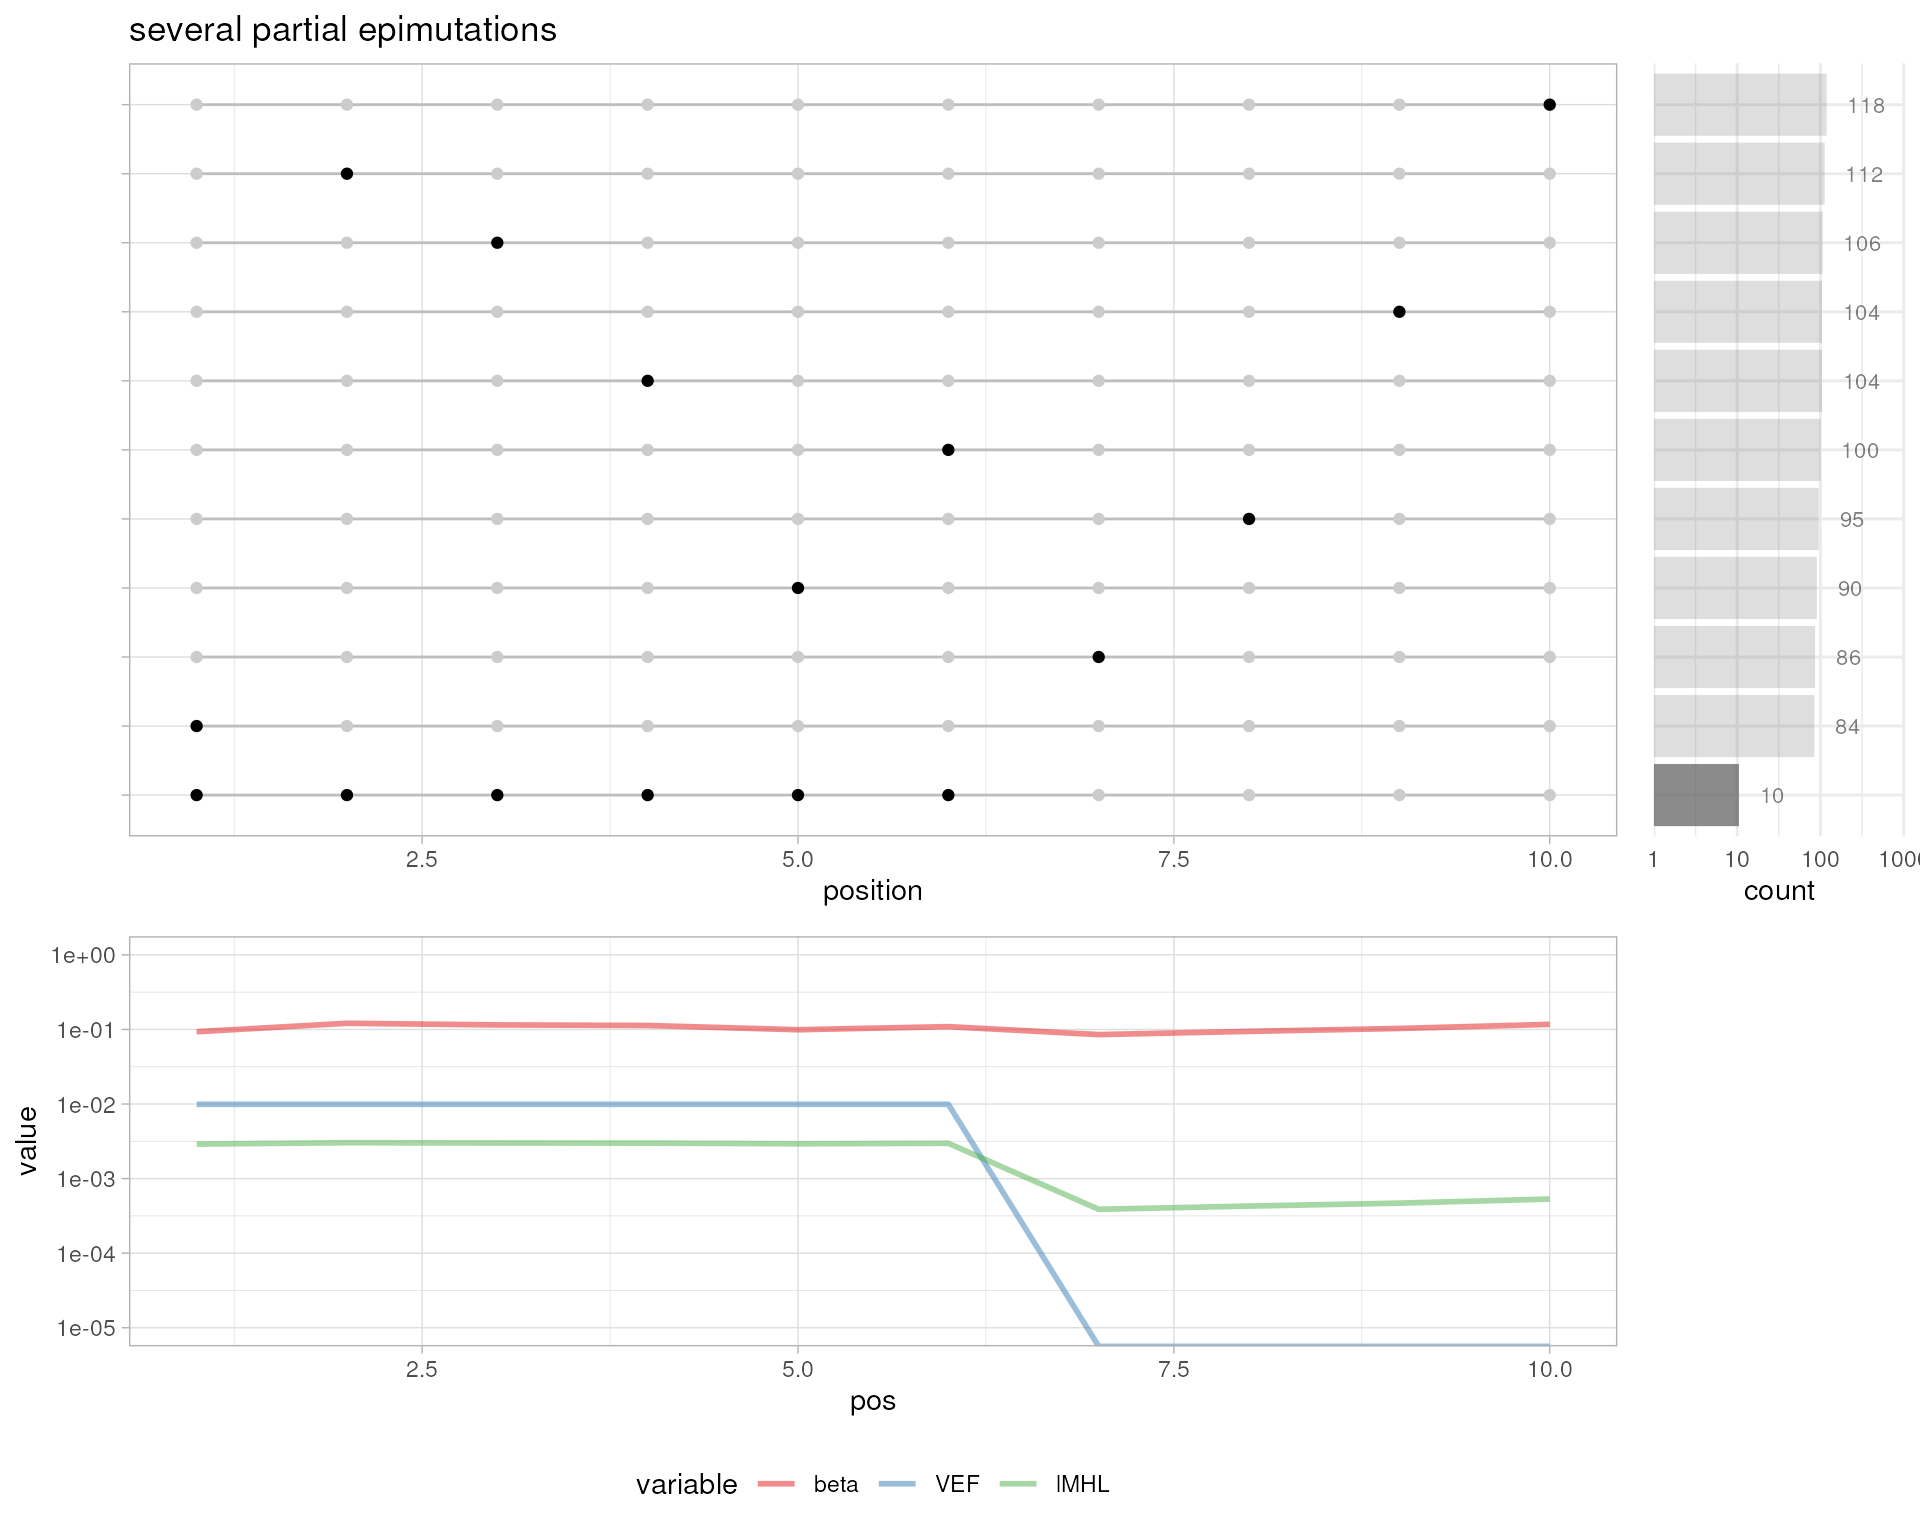 several partial epimutations
118
112
106
104
104
100
95
90
86
84
10
2.5 5.0 7.5 10.0
position
1 10 100
count
1e+00
1e-01
1e-02
1e-03
1e-04
1e-05
value
2.5 5.0 7.5 10.0
pos
variable beta VEF lMHL